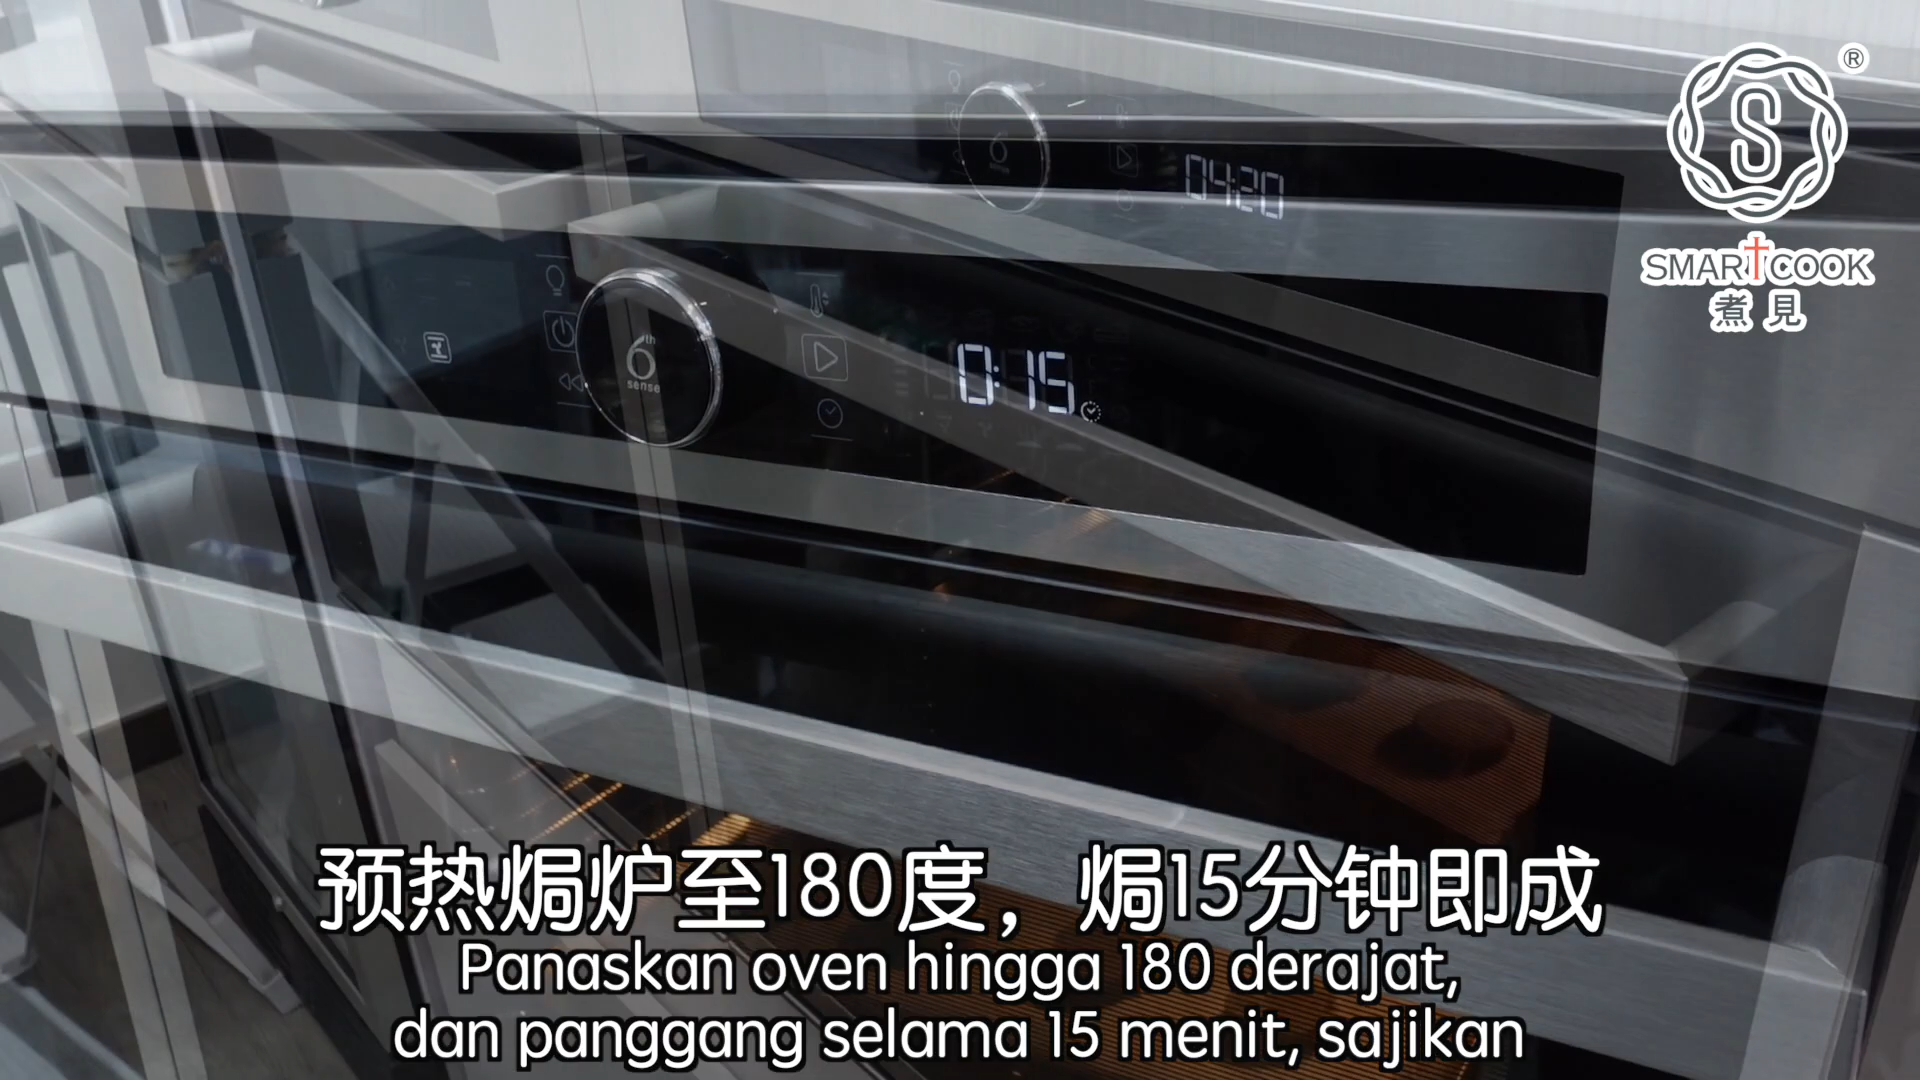 ®
S
SMARTCOOK
煮見
6
04:20
6th
sense
0:15
预热焗炉至180度，焗15分钟即成
Panaskan oven hingga 180 derajat,
dan panggang selama 15 menit, sajikan